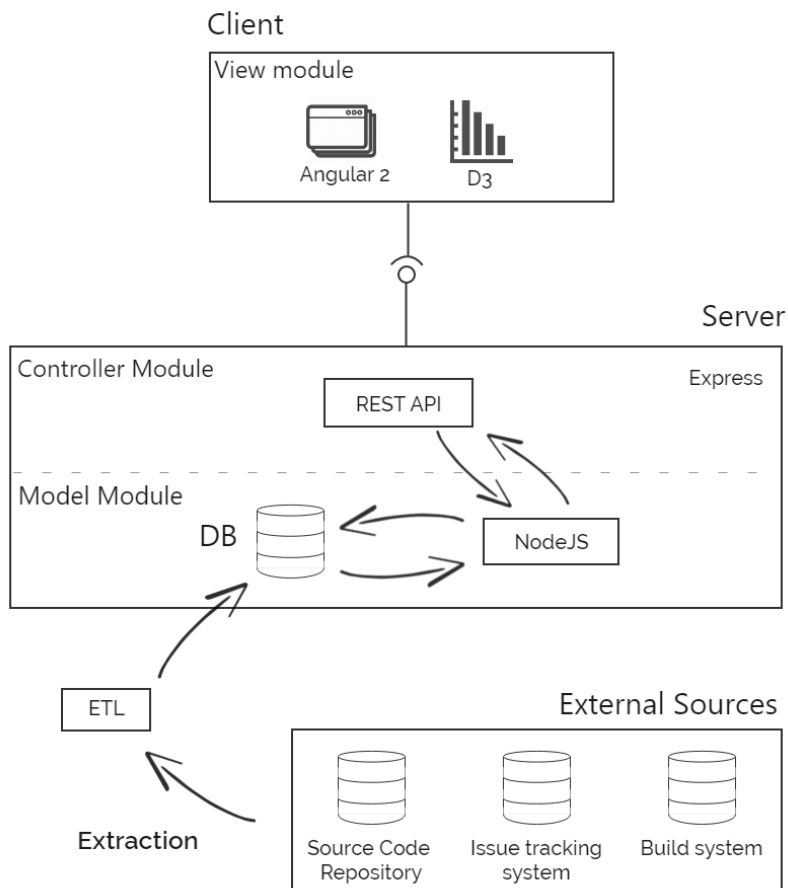 Client
View module
Angular 2
D3
Server
Controller Module
Express
REST API
Model Module
DB
NodeJS
ETL
External Sources
Extraction
Source Code
Repository
Issue tracking
system
Build system